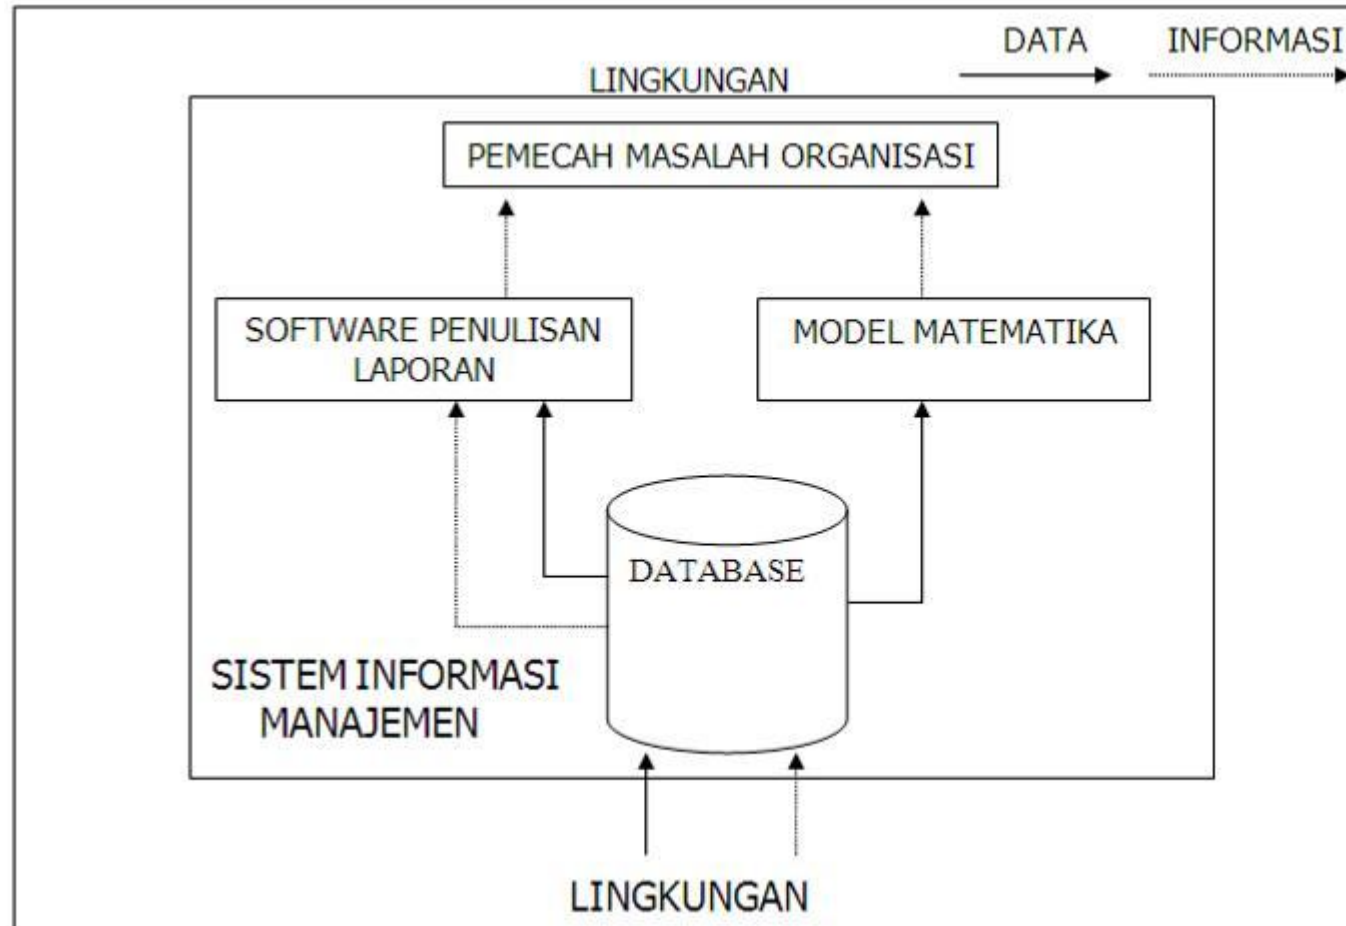 DATA
INFORMASI
LINGKUNGAN
PEMECAH MASALAH ORGANISASI
SOFTWARE PENULISAN
LAPORAN
MODEL MATEMATIKA
DATABASE
SISTEM INFORMASI
MANAJEMEN
LINGKUNGAN